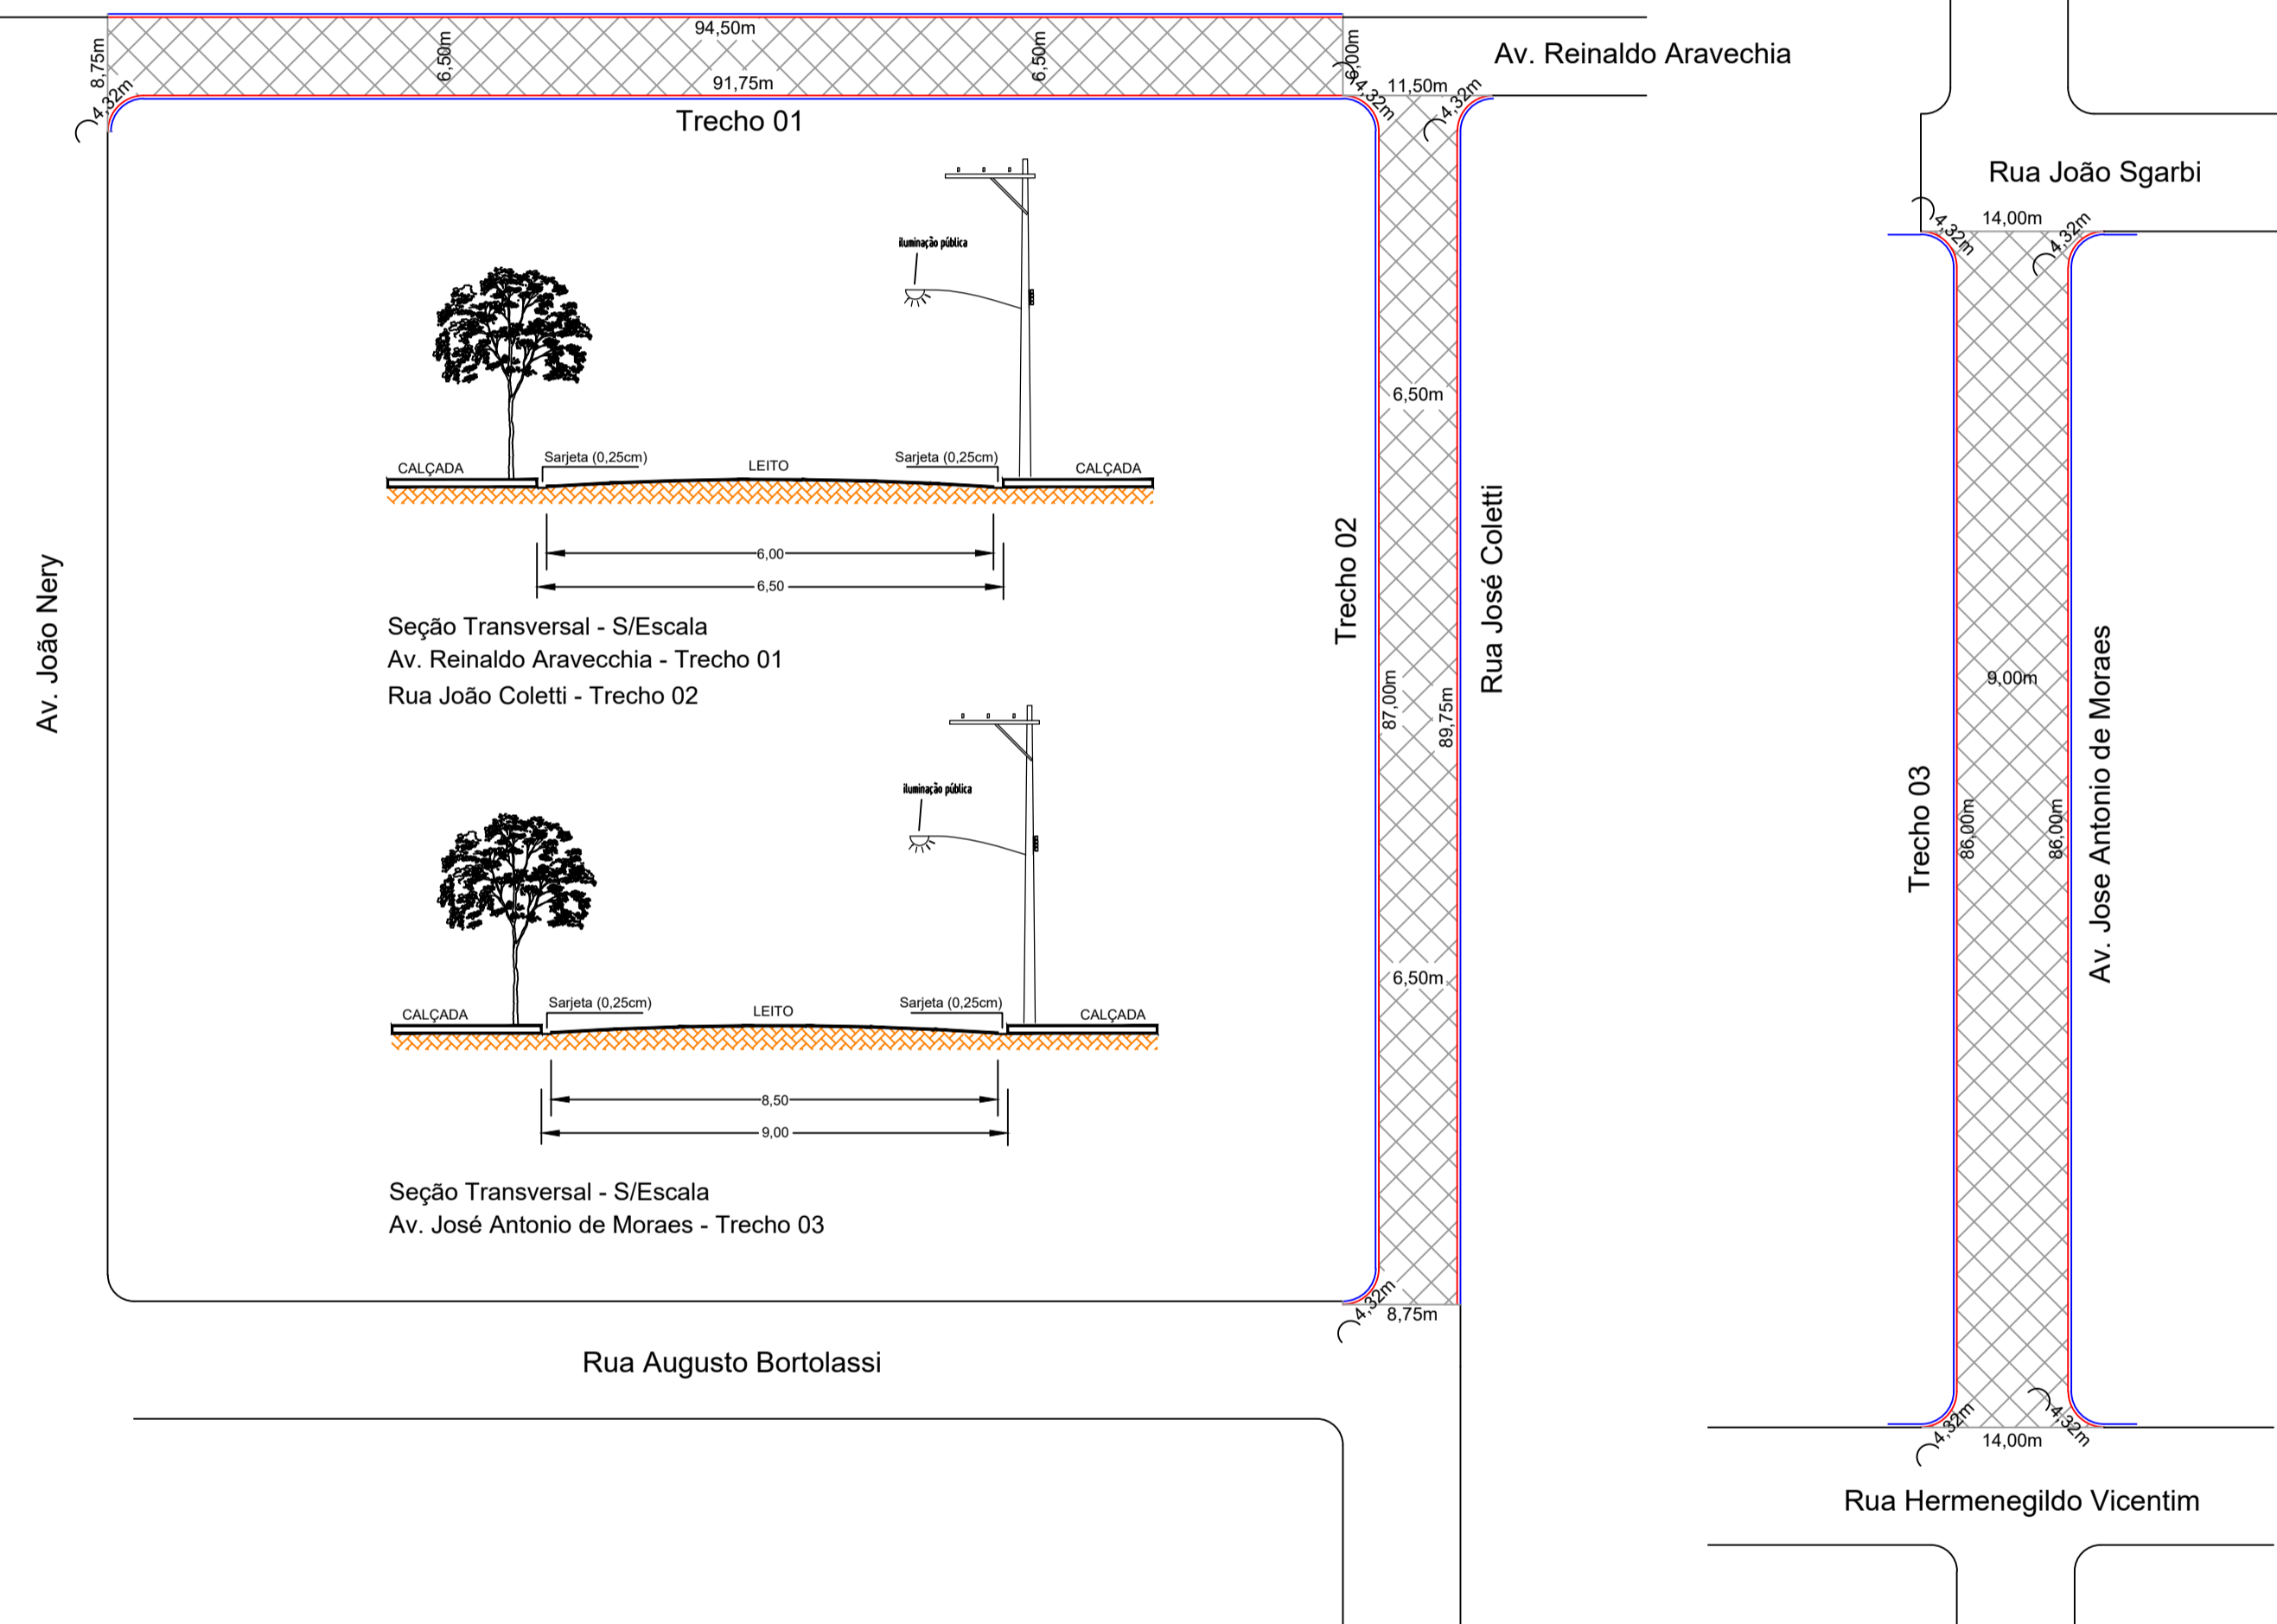 94,50m
8,75m
6,50m
6,50m
6,00m
91,75m
4,32m
4,32m
11,50m
4,32m
Av. Reinaldo Aravechia
Trecho 01
Rua João Sgarbi
14,00m
4,32m
4,32m
iluminação pública
6,50m
CALÇADA
Sarjeta (0,25cm)
LEITO
Sarjeta (0,25cm)
CALÇADA
6,00
6,50
Seção Transversal - S/Escala
Av. Reinaldo Aravecchia - Trecho 01
Rua João Coletti - Trecho 02
Av. João Nery
Trecho 02
Rua José Coletti
87,00m
89,75m
9,00m
Trecho 03
86,00m
86,00m
Av. Jose Antonio de Moraes
iluminação pública
6,50m
CALÇADA
Sarjeta (0,25cm)
LEITO
Sarjeta (0,25cm)
CALÇADA
8,50
9,00
Seção Transversal - S/Escala
Av. José Antonio de Moraes - Trecho 03
4,32m
8,75m
Rua Augusto Bortolassi
4,32m
4,32m
14,00m
Rua Hermenegildo Vicentim